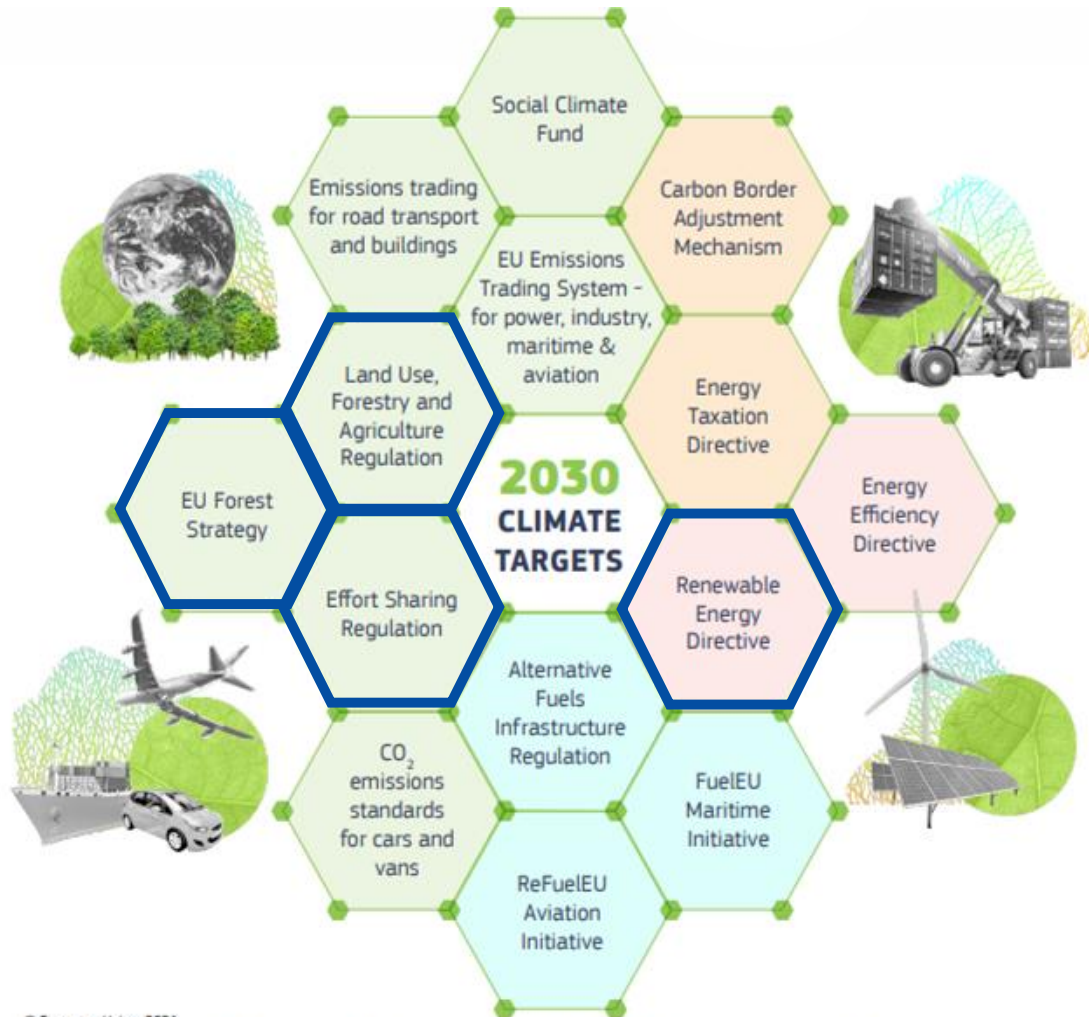 Social Climate
Fund
Emissions trading
for road transport
and buildings
Carbon Border
Adjustment
Mechanism
EU Emissions
Trading System -
for power, industry,
maritime &
aviation
Land Use,
Forestry and
Agriculture
Regulation
Energy
Taxation
Directive
EU Forest
Strategy
2030
CLIMATE
TARGETS
Energy
Efficiency
Directive
Effort Sharing
Regulation
Renewable
Energy
Directive
Alternative
Fuels
Infrastructure
Regulation
CO₂
emissions
standards
for cars and
vans
FuelEU
Maritime
Initiative
ReFuelEU
Aviation
Initiative